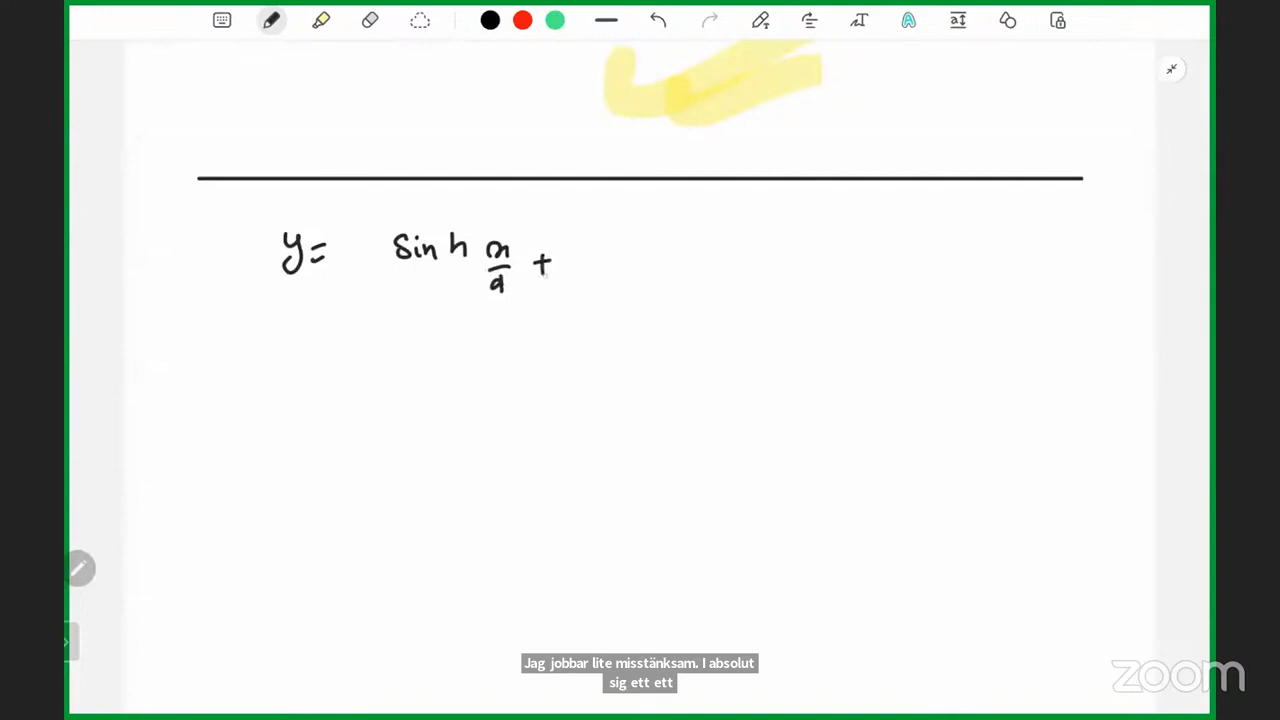 y = sinh x/a +
Jag jobbar lite misstänksam. I absolut
sig ett ett
zoom